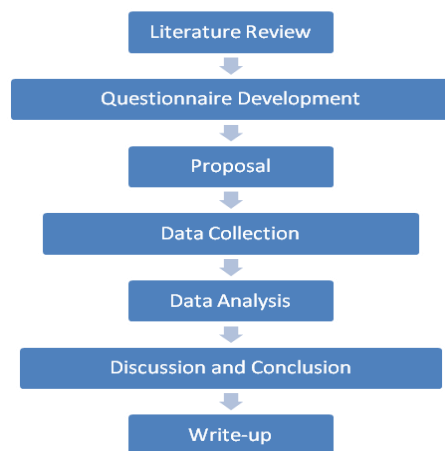 Literature Review
Questionnaire Development
Proposal
Data Collection
Data Analysis
Discussion and Conclusion
Write-up